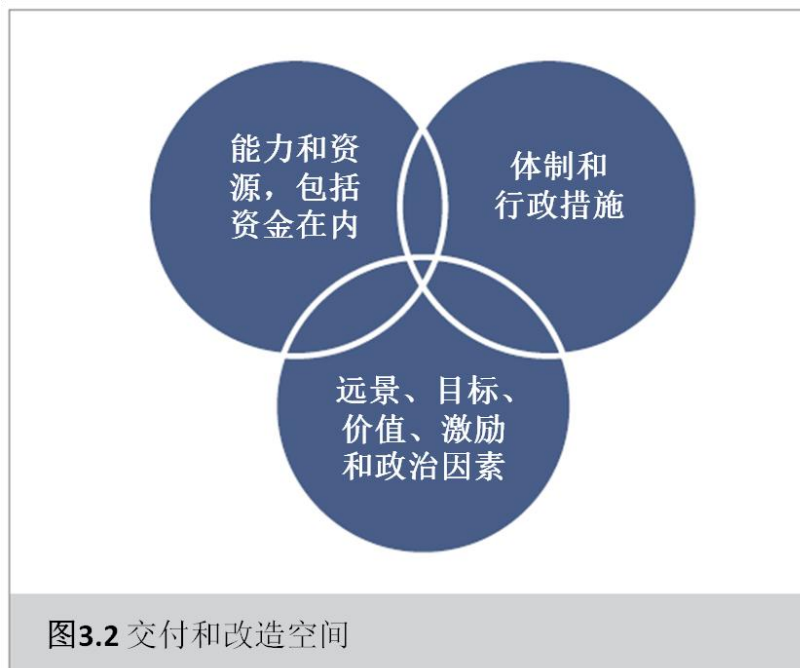 能力和资
源，包括
资金在内
体制和
行政措施
远景、目标、
价值、激励
和政治因素
图3.2 交付和改造空间